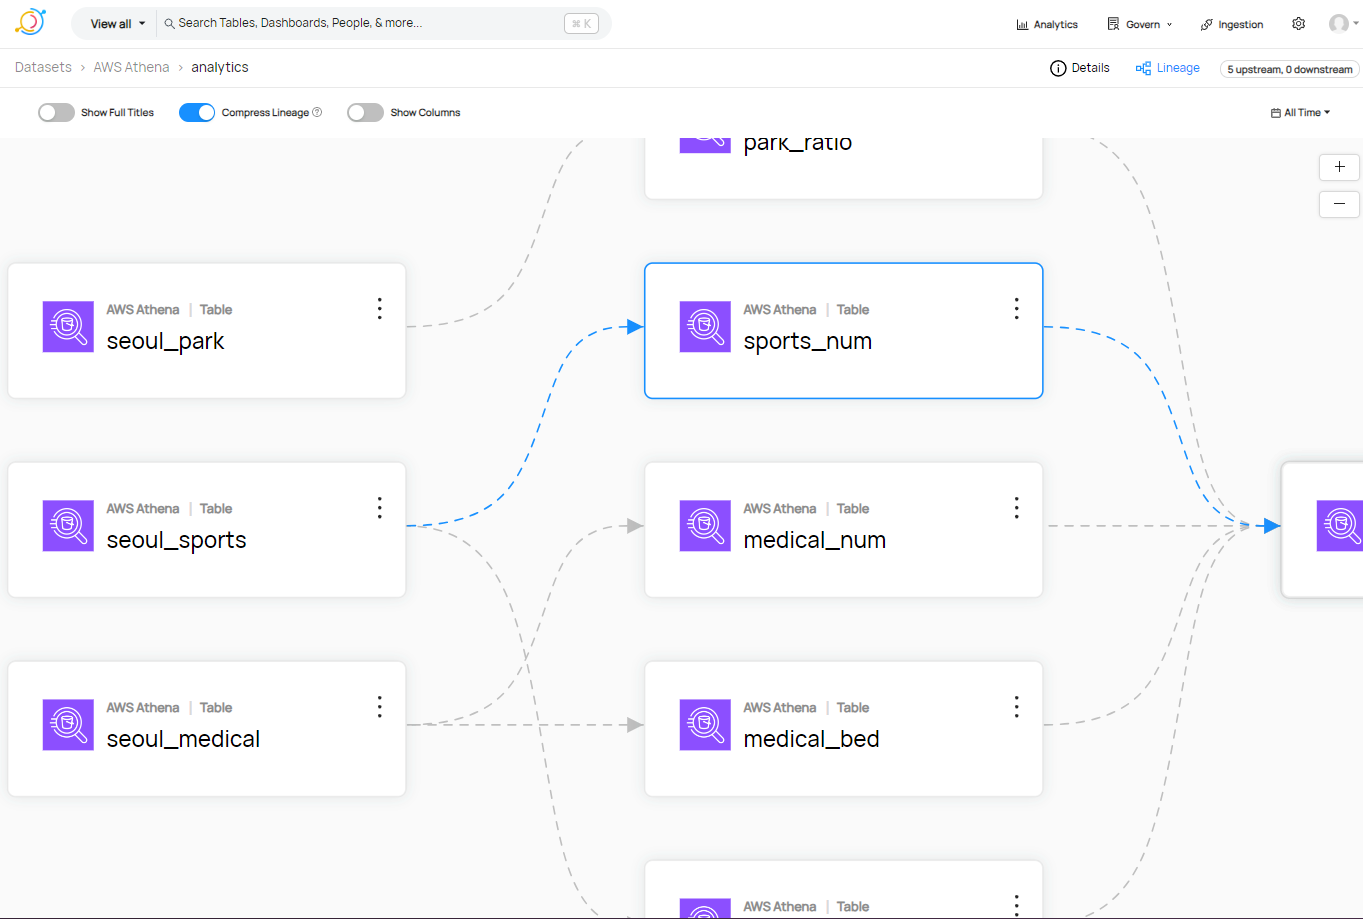 View all
Search Tables, Dashboards, People, & more...
⌘ K
Analytics
Govern
Ingestion
Datasets > AWS Athena > analytics
Details
Lineage
5 upstream, 0 downstream
Show Full Titles
Compress Lineage
Show Columns
All Time
park_ratio
AWS Athena | Table
seoul_park
AWS Athena | Table
sports_num
AWS Athena | Table
seoul_sports
AWS Athena | Table
medical_num
AWS Athena | Table
seoul_medical
AWS Athena | Table
medical_bed
AWS Athena | Table